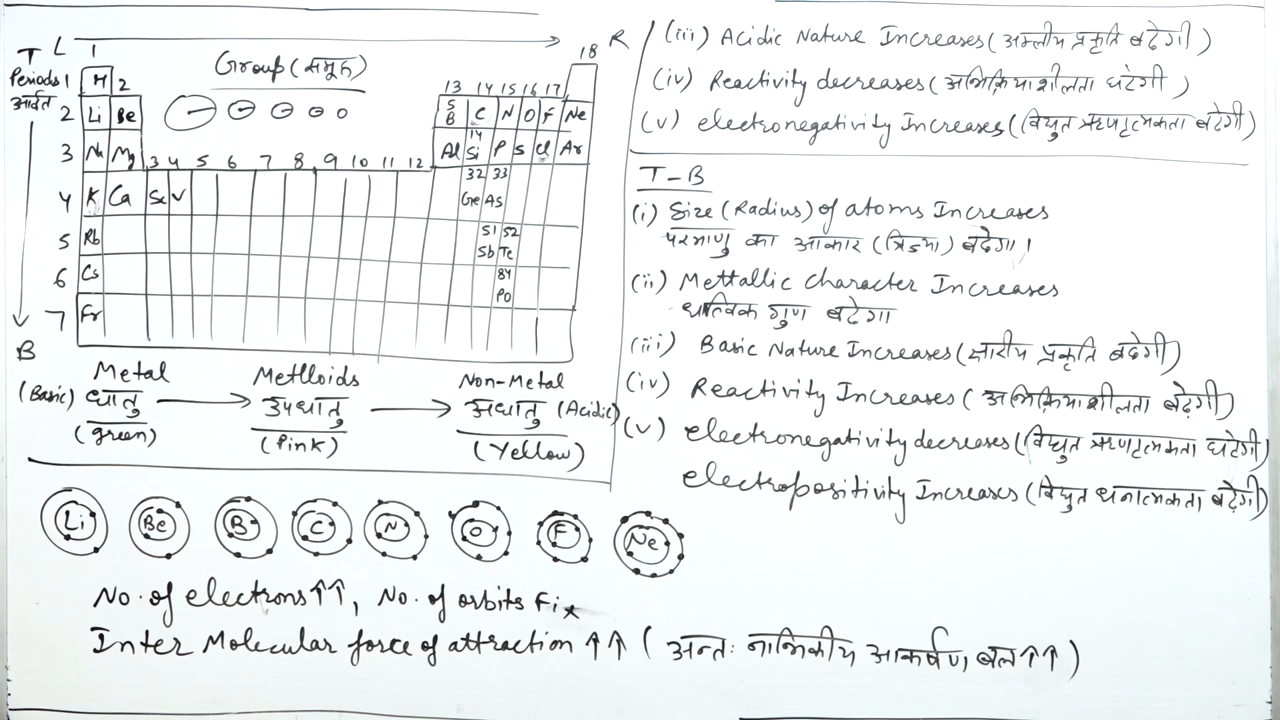 T L 1 R
18
Periods 1 H 2 Group (समूह) 13 14 15 16 17
आर्वत 2 Li Be 5 B C N O F Ne
3 Na Mg 3 4 5 6 7 8 9 10 11 12 Al 14 Si P S Cl Ar
4 K Ca Sc V 32 Ge 33 As
5 Rb 51 Sb 52 Te
6 Cs 84 Po
7 Fr
B
Metal Metlloids Non-Metal
(Basic) धातु उपधातु अधातु (Acidic)
(green) (Pink) (Yellow)
(iii) Acidic Nature Increases (अम्लीय प्रकृति बढ़ेगी)
(iv) Reactivity decreases (अभिक्रियाशीलता घटेगी)
(v) electronegativity Increases (विद्युत ऋणात्मकता बढ़ेगी)
T-B
(i) Size (Radius) of atoms Increases
परमाणु का आकार (त्रिज्या) बढ़ेगा।
(ii) Mettallic Character Increases
धात्विक गुण बढ़ेगा
(iii) Basic Nature Increases (क्षारीय प्रकृति बढ़ेगी)
(iv) Reactivity Increases (अभिक्रियाशीलता बढ़ेगी)
(v) electronegativity decreases (विद्युत ऋणात्मकता घटेगी)
electropositivity Increases (विद्युत धनात्मकता बढ़ेगी)
Li Be B C N O F Ne
No. of electrons ↑↑, No. of orbits Fix
Inter Molecular force of attraction ↑↑ (अन्तः नाभिकीय आकर्षण बल ↑↑)